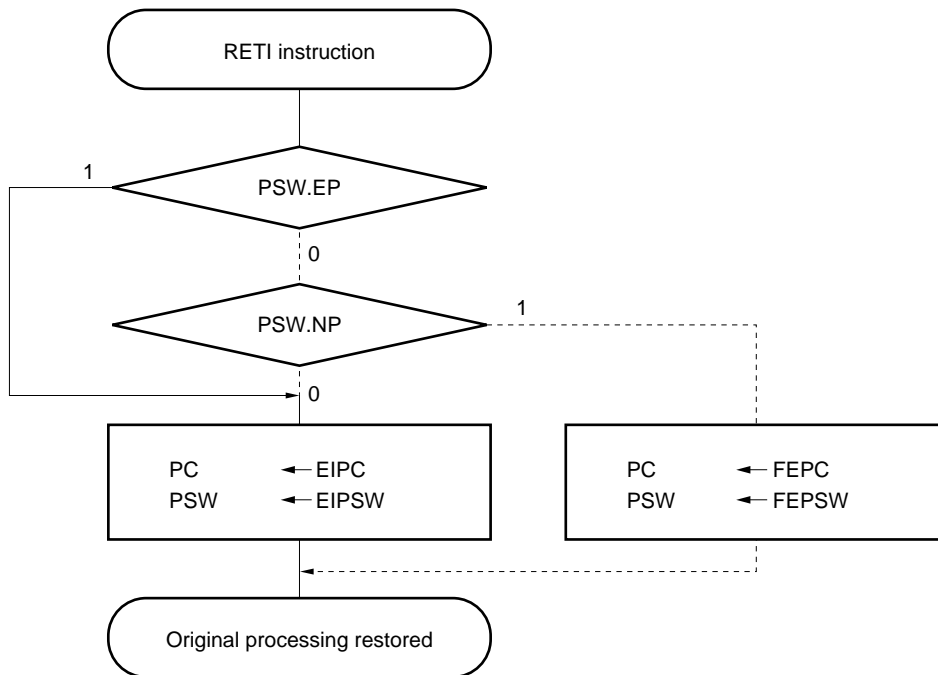 RETI instruction
1
PSW.EP
0
PSW.NP
1
0
PC ← EIPC
PSW ← EIPSW
PC ← FEPC
PSW ← FEPSW
Original processing restored